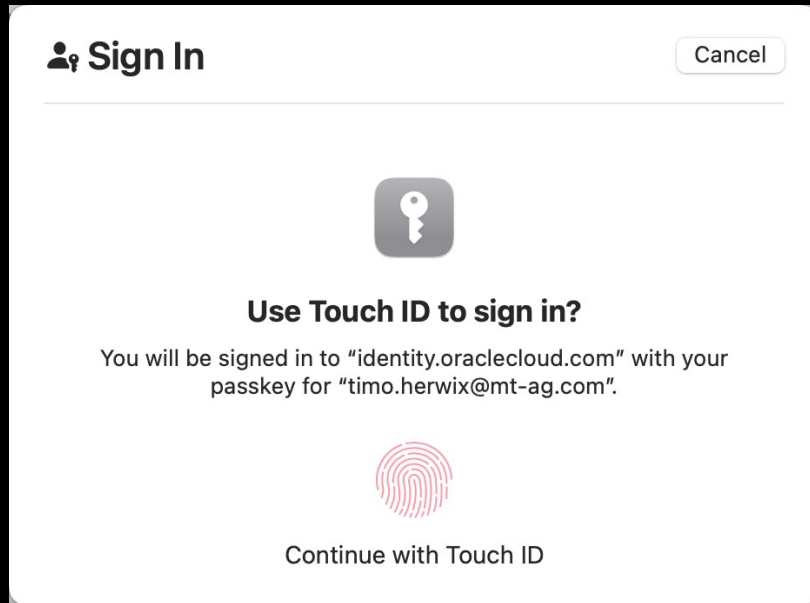 Sign In
Cancel
Use Touch ID to sign in?
You will be signed in to “identity.oraclecloud.com” with your
passkey for “timo.herwix@mt-ag.com”.
Continue with Touch ID